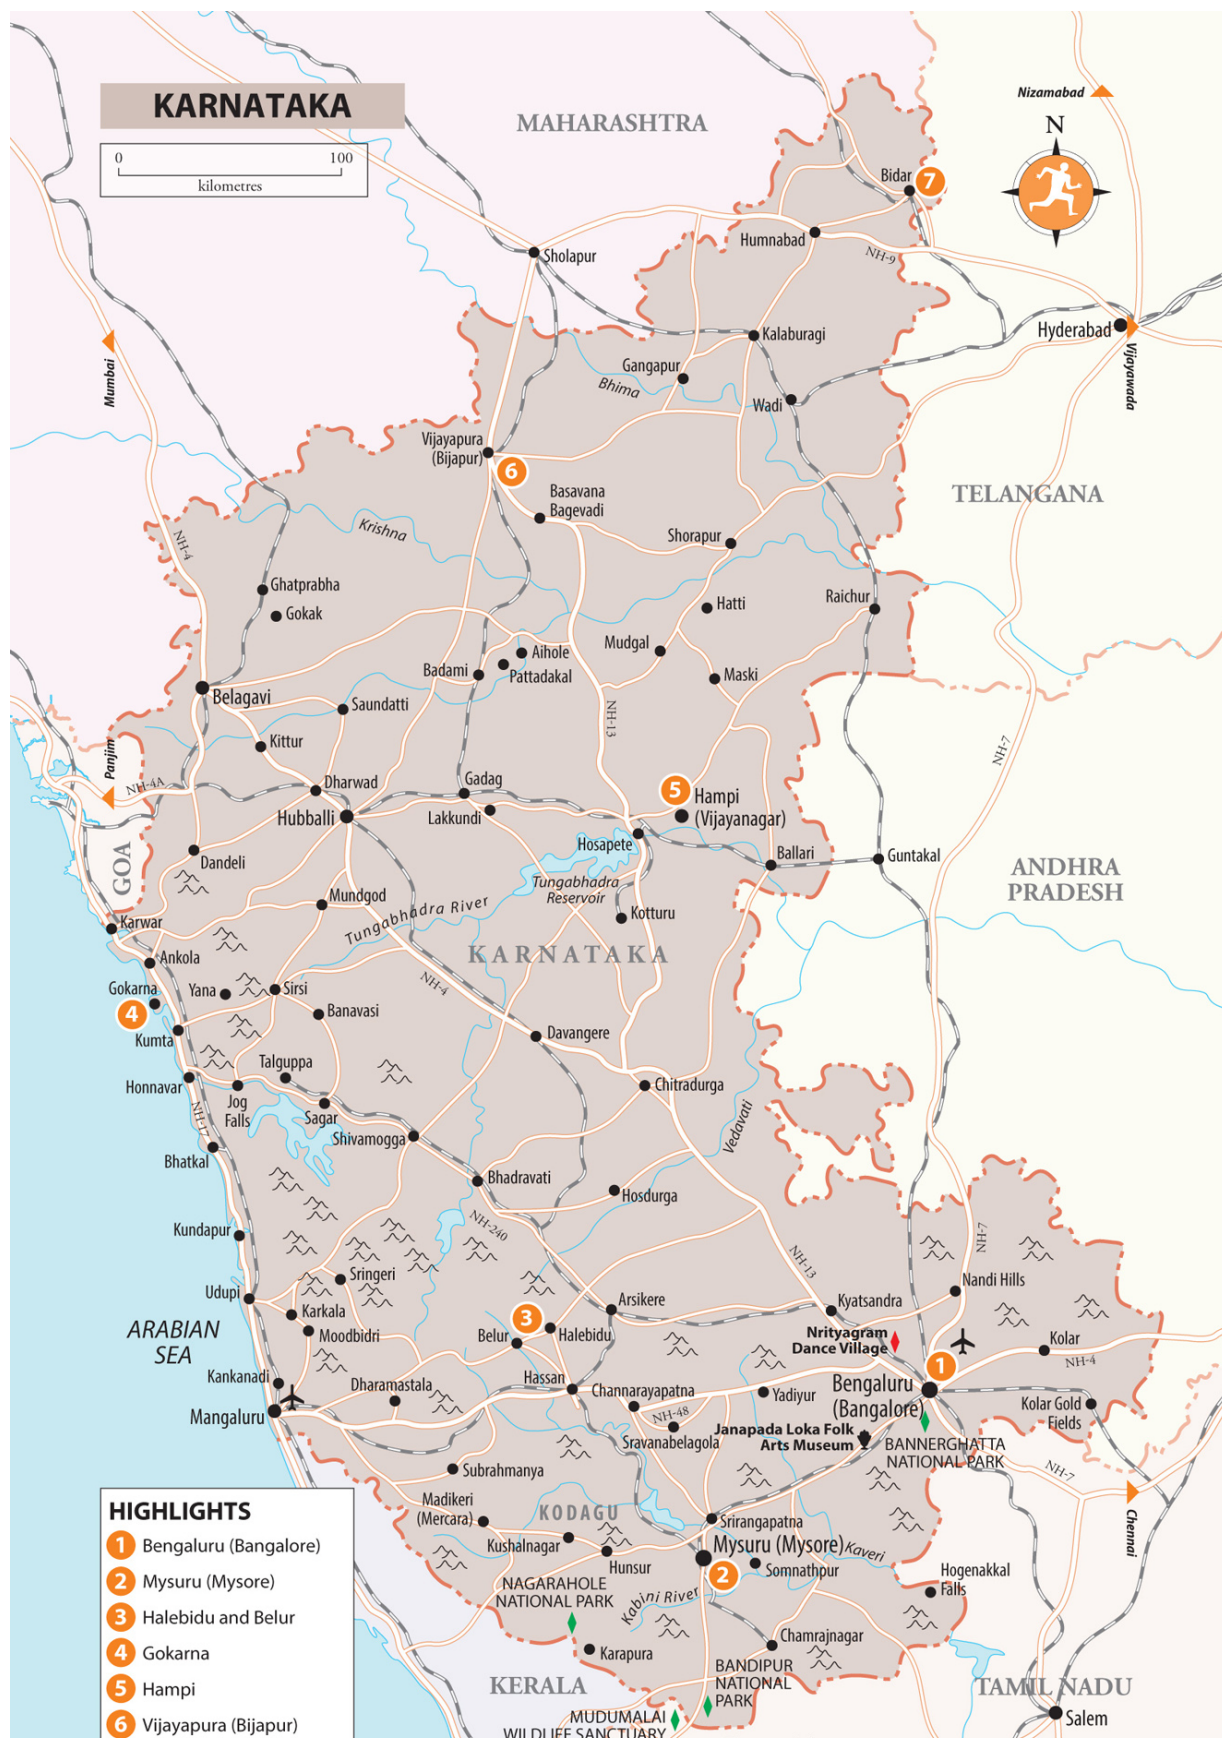 KARNATAKA
0 100
kilometres
MAHARASHTRA
Nizamabad
N
Bidar
7
Humnabad
NH-9
Sholapur
Hyderabad
Vijayawada
Mumbai
Kalaburagi
Gangapur
Bhima
Wadi
Vijayapura
(Bijapur)
6
Basavana
Bagevadi
TELANGANA
NH-4
Krishna
Shorapur
Ghatprabha
Gokak
Hatti
Raichur
Mudgal
Aihole
Badami
Pattadakal
Maski
Belagavi
Saundatti
NH-13
Kittur
NH-7
Panjim
NH-4A
Dharwad
Gadag
5
Hampi
(Vijayanagar)
Hubballi
Lakkundi
Hosapete
GOA
Dandeli
Ballari
Guntakal
ANDHRA
PRADESH
Mundgod
Tungabhadra
Reservoir
Tungabhadra River
Kotturu
Karwar
KARNATAKA
Ankola
NH-4
Gokarna
4
Yana
Sirsi
Banavasi
Kumta
Davangere
Talguppa
Honnavar
Jog
Falls
Chitradurga
Sagar
NH-17
Shivamogga
Vedavati
Bhatkal
Bhadravati
Hosdurga
Kundapur
NH-240
NH-7
NH-13
Sringeri
Nandi Hills
Udupi
Karkala
Arsikere
Kyatsandra
ARABIAN
SEA
Moodbidri
3
Belur
Halebidu
Nrityagram
Dance Village
Kolar
NH-4
1
Kankanadi
Dharamastala
Hassan
Channarayapatna
Yadiyur
Bengaluru
(Bangalore)
Kolar Gold
Fields
Mangaluru
NH-48
Sravanabelagola
Janapada Loka Folk
Arts Museum
BANNERGHATTA
NATIONAL PARK
NH-7
Subrahmanya
Madikeri
(Mercara)
KODAGU
Srirangapatna
Chennai
Kushalnagar
Hunsur
Mysuru (Mysore)
Kaveri
2
Somnathpur
Hogenakkal
Falls
NAGARAHOLE
NATIONAL PARK
Kabini River
Karapura
Chamrajnagar
BANDIPUR
NATIONAL
PARK
KERALA
TAMIL NADU
MUDUMALAI
WILDLIFE SANCTUARY
Salem
HIGHLIGHTS
1 Bengaluru (Bangalore)
2 Mysuru (Mysore)
3 Halebidu and Belur
4 Gokarna
5 Hampi
6 Vijayapura (Bijapur)